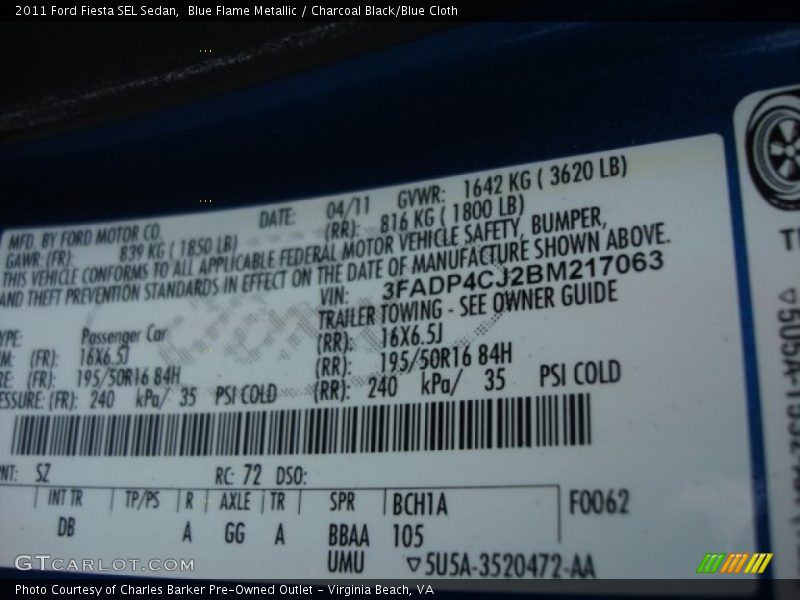 2011 Ford Fiesta SEL Sedan, Blue Flame Metallic / Charcoal Black/Blue Cloth
MFD. BY FORD MOTOR CO. DATE: 04/11 GVWR: 1642 KG ( 3620 LB)
GAWR: (FR): 839 KG ( 1850 LB) (RR): 816 KG ( 1800 LB)
THIS VEHICLE CONFORMS TO ALL APPLICABLE FEDERAL MOTOR VEHICLE SAFETY, BUMPER,
AND THEFT PREVENTION STANDARDS IN EFFECT ON THE DATE OF MANUFACTURE SHOWN ABOVE.
VIN: 3FADP4CJ2BM217063
TRAILER TOWING - SEE OWNER GUIDE
YPE: Passenger Car
M: (FR): 16X6.5J (RR): 16X6.5J
RE: (FR): 195/50R16 84H (RR): 195/50R16 84H
ESSURE: (FR): 240 kPa/ 35 PSI COLD (RR): 240 kPa/ 35 PSI COLD
NT: SZ RC: 72 DSO:
INT TR TP/PS R AXLE TR SPR BCH1A F0062
DB A GG A BBAA 105
UMU ▽5U5A-3520472-AA
GTCARLOT.COM
Photo Courtesy of Charles Barker Pre-Owned Outlet - Virginia Beach, VA